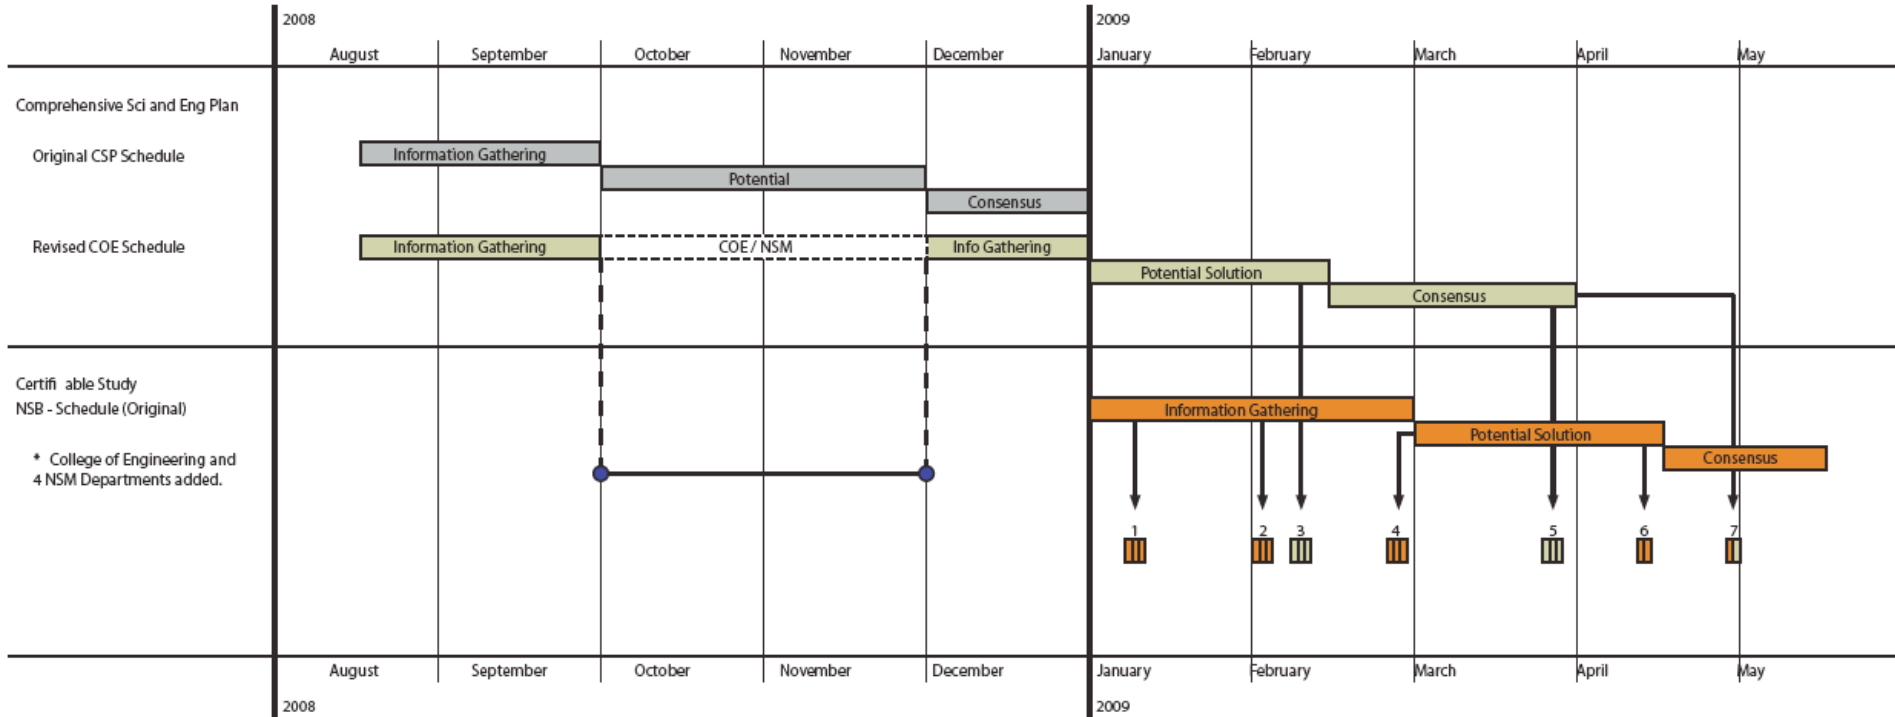 2008
2009
August September October November December January February March April May
Comprehensive Sci and Eng Plan
Original CSP Schedule
Information Gathering
Potential
Consensus
Revised COE Schedule
Information Gathering
COE / NSM
Info Gathering
Potential Solution
Consensus
Certifi able Study
NSB - Schedule (Original)
Information Gathering
Potential Solution
Consensus
* College of Engineering and
4 NSM Departments added.
1 2 3 4 5 6 7
August September October November December January February March April May
2008
2009